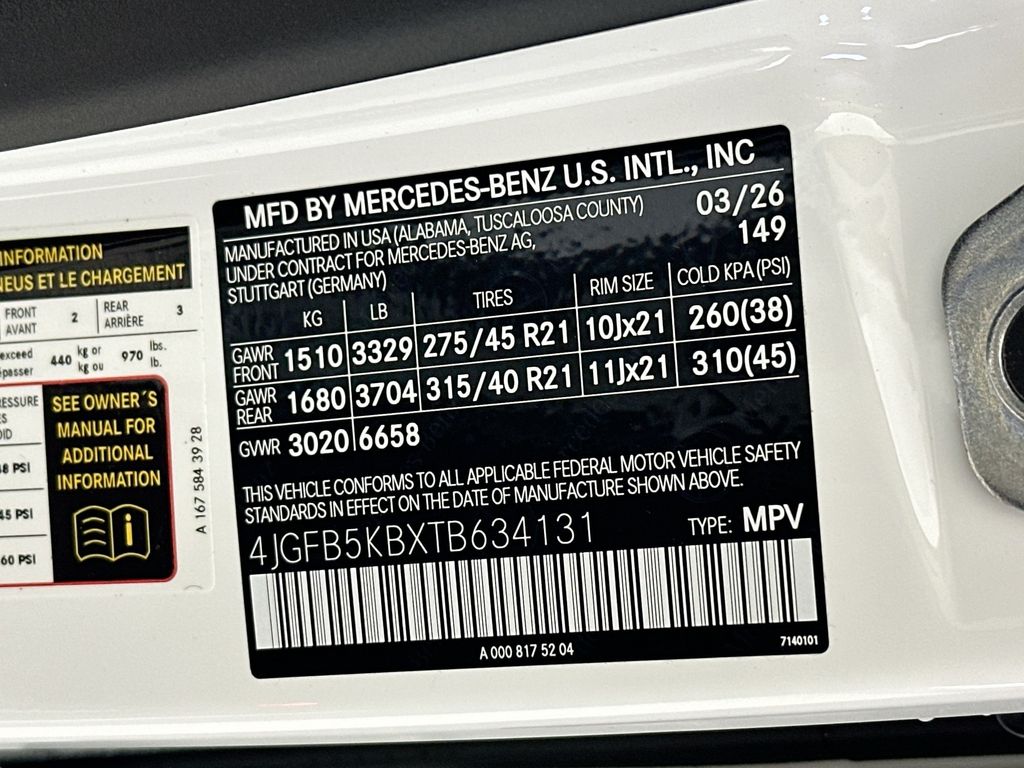 INFORMATION
NEUS ET LE CHARGEMENT
FRONT
AVANT
2
REAR
ARRIÈRE
3
exceed
440
kg or
kg ou
970
lbs.
lb.
SEE OWNER´S
MANUAL FOR
ADDITIONAL
INFORMATION
45 PSI
60 PSI
A 167 584 39 28
MFD BY MERCEDES-BENZ U.S. INTL., INC
MANUFACTURED IN USA (ALABAMA, TUSCALOOSA COUNTY) 03/26
UNDER CONTRACT FOR MERCEDES-BENZ AG, 149
STUTTGART (GERMANY)
KG LB TIRES RIM SIZE COLD KPA (PSI)
GAWR FRONT 1510 3329 275/45 R21 10Jx21 260(38)
GAWR REAR 1680 3704 315/40 R21 11Jx21 310(45)
GVWR 3020 6658
THIS VEHICLE CONFORMS TO ALL APPLICABLE FEDERAL MOTOR VEHICLE SAFETY
STANDARDS IN EFFECT ON THE DATE OF MANUFACTURE SHOWN ABOVE.
4JGFB5KBXTB634131 TYPE: MPV
A 000 817 52 04
7140101